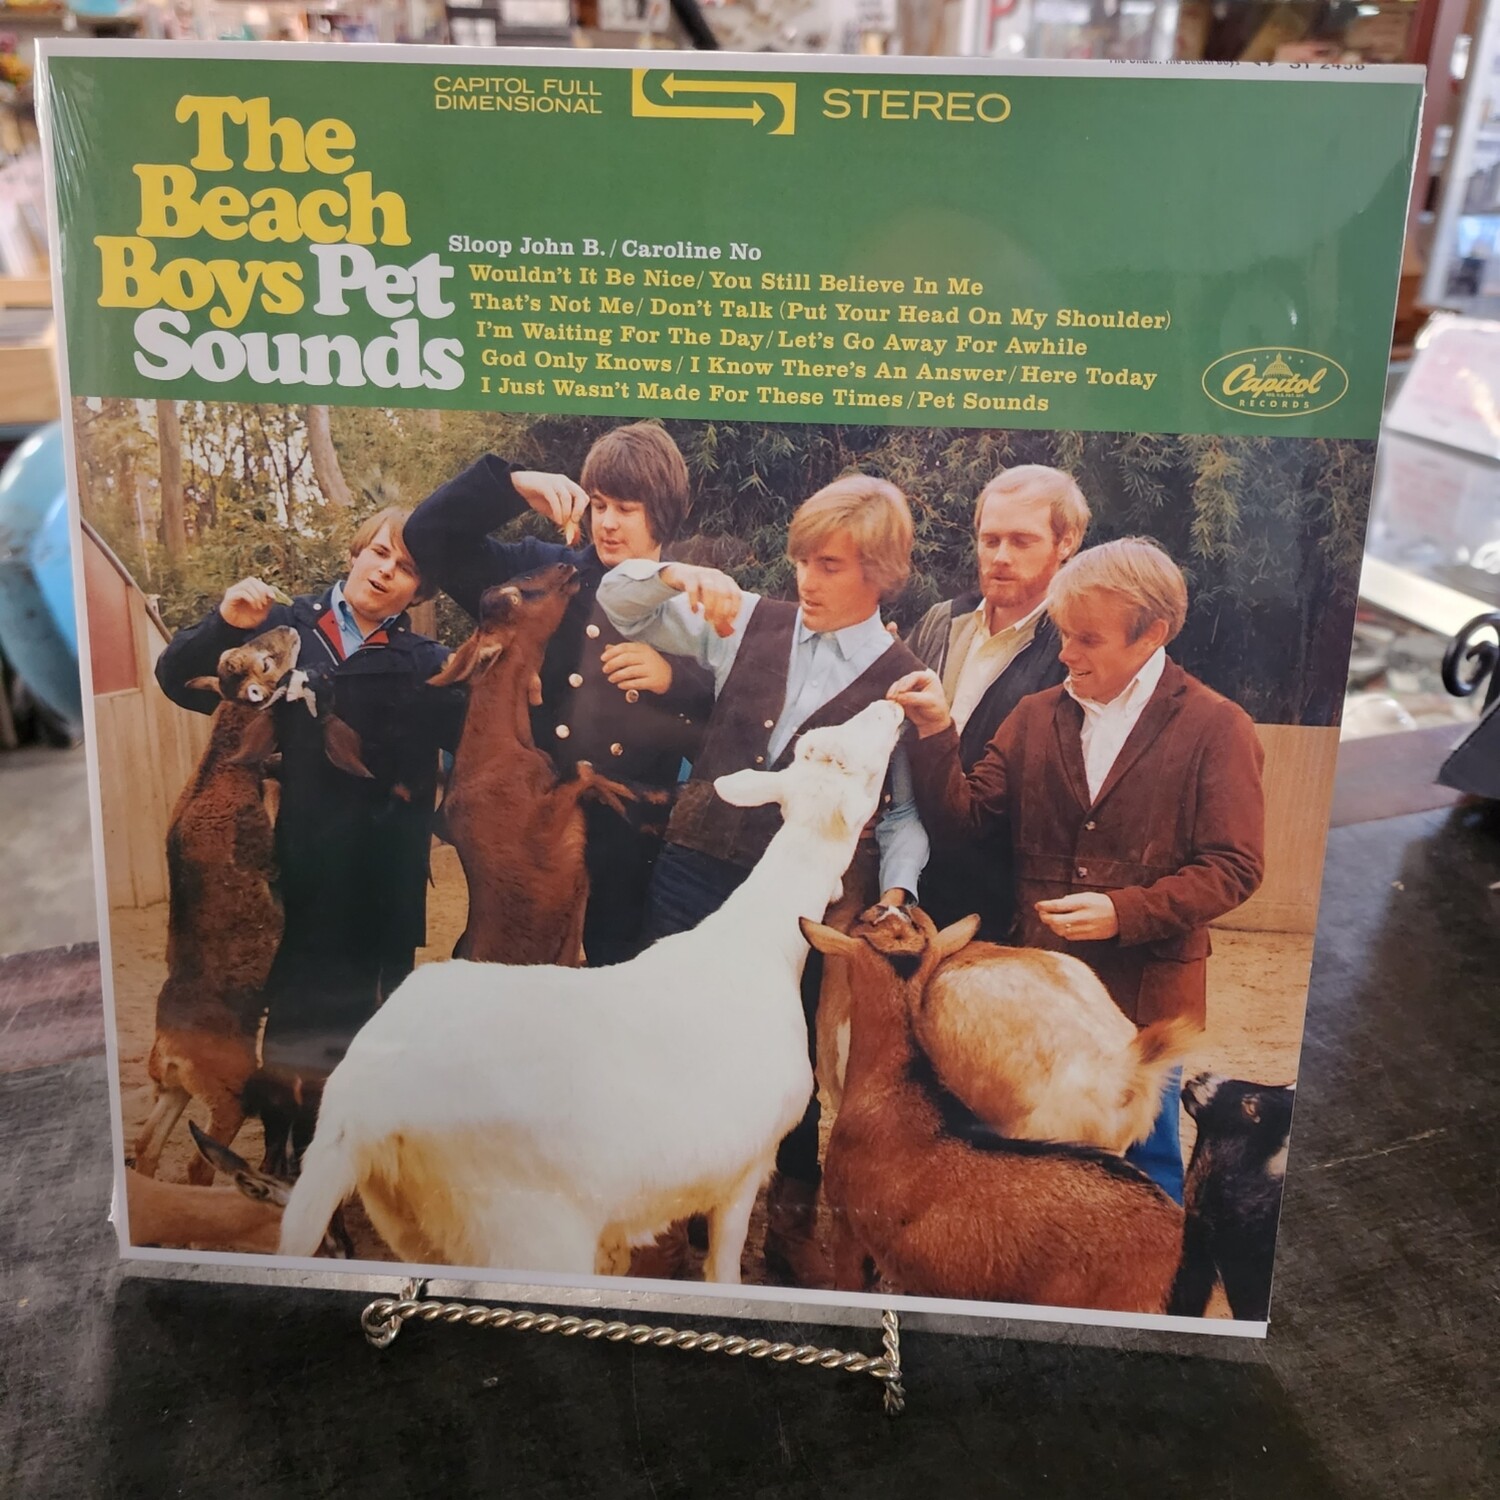 CAPITOL FULL
DIMENSIONAL
STEREO
The
Beach
Boys Pet
Sounds
Sloop John B. / Caroline No
Wouldn't It Be Nice / You Still Believe In Me
That's Not Me / Don't Talk (Put Your Head On My Shoulder)
I'm Waiting For The Day / Let's Go Away For Awhile
God Only Knows / I Know There's An Answer / Here Today
I Just Wasn't Made For These Times / Pet Sounds
Capitol
RECORDS